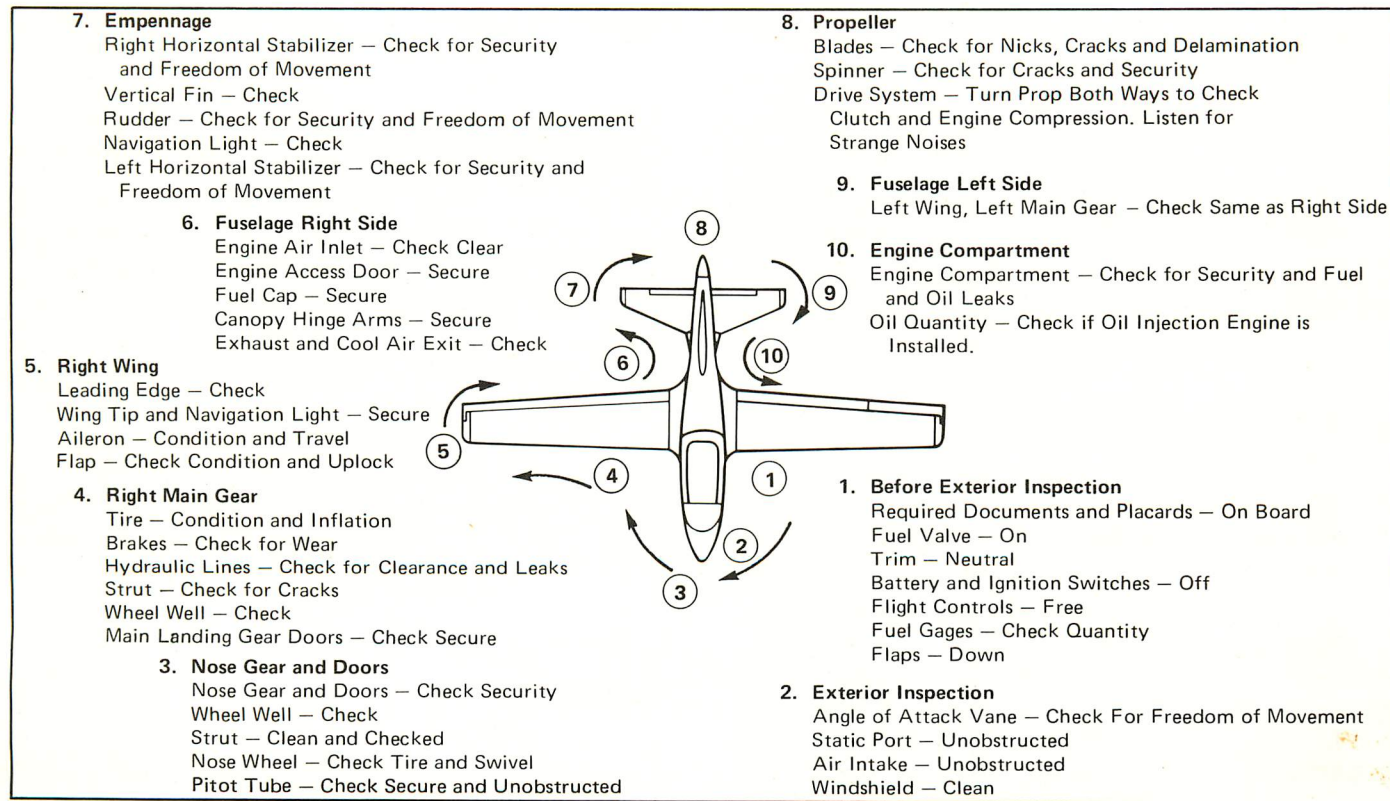 7. Empennage
Right Horizontal Stabilizer — Check for Security
and Freedom of Movement
Vertical Fin — Check
Rudder — Check for Security and Freedom of Movement
Navigation Light — Check
Left Horizontal Stabilizer — Check for Security and
Freedom of Movement
8. Propeller
Blades — Check for Nicks, Cracks and Delamination
Spinner — Check for Cracks and Security
Drive System — Turn Prop Both Ways to Check
Clutch and Engine Compression. Listen for
Strange Noises
6. Fuselage Right Side
Engine Air Inlet — Check Clear
Engine Access Door — Secure
Fuel Cap — Secure
Canopy Hinge Arms — Secure
Exhaust and Cool Air Exit — Check
9. Fuselage Left Side
Left Wing, Left Main Gear — Check Same as Right Side
10. Engine Compartment
Engine Compartment — Check for Security and Fuel
and Oil Leaks
Oil Quantity — Check if Oil Injection Engine is
Installed.
8
7
9
6
10
5
4
1
2
3
5. Right Wing
Leading Edge — Check
Wing Tip and Navigation Light — Secure
Aileron — Condition and Travel
Flap — Check Condition and Uplock
4. Right Main Gear
Tire — Condition and Inflation
Brakes — Check for Wear
Hydraulic Lines — Check for Clearance and Leaks
Strut — Check for Cracks
Wheel Well — Check
Main Landing Gear Doors — Check Secure
1. Before Exterior Inspection
Required Documents and Placards — On Board
Fuel Valve — On
Trim — Neutral
Battery and Ignition Switches — Off
Flight Controls — Free
Fuel Gages — Check Quantity
Flaps — Down
3. Nose Gear and Doors
Nose Gear and Doors — Check Security
Wheel Well — Check
Strut — Clean and Checked
Nose Wheel — Check Tire and Swivel
Pitot Tube — Check Secure and Unobstructed
2. Exterior Inspection
Angle of Attack Vane — Check For Freedom of Movement
Static Port — Unobstructed
Air Intake — Unobstructed
Windshield — Clean